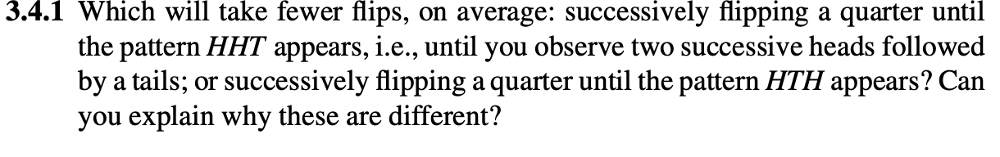 3.4.1 Which will take fewer flips, on average: successively flipping a quarter until
the pattern HHT appears, i.e., until you observe two successive heads followed
by a tails; or successively flipping a quarter until the pattern HTH appears? Can
you explain why these are different?